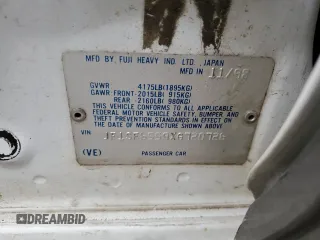 MFD. BY FUJI HEAVY IND. LTD., JAPAN
MFD IN 11/98
GVWR 4175LB(1895KG)
GAWR: FRONT-2015LB( 915KG)
REAR -2160LB( 980KG)
THIS VEHICLE CONFORMS TO ALL APPLICABLE
FEDERAL MOTOR VEHICLE SAFETY, BUMPER, AND
THEFT PREVENTION STANDARDS IN EFFECT ON
THE DATE OF MANUFACTURE SHOWN ABOVE.
VIN
(VE) PASSENGER CAR
DREAMBID
dreambid.com